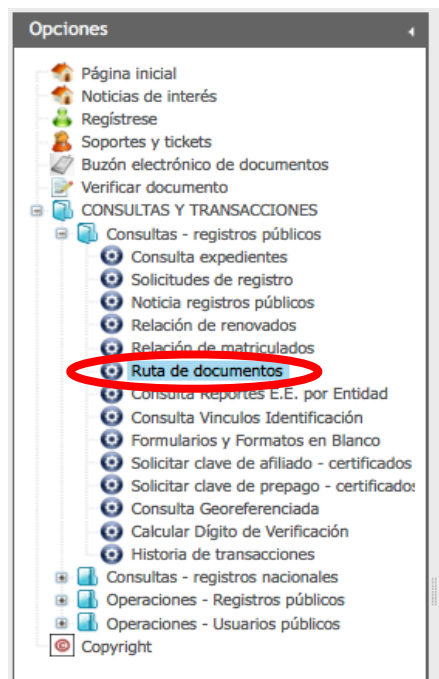 Opciones
Página inicial
Noticias de interés
Regístrese
Soportes y tickets
Buzón electrónico de documentos
Verificar documento
CONSULTAS Y TRANSACCIONES
Consultas - registros públicos
Consulta expedientes
Solicitudes de registro
Noticia registros públicos
Relación de renovados
Relación de matriculados
Ruta de documentos
Consulta Reportes E.E. por Entidad
Consulta Vinculos Identificación
Formularios y Formatos en Blanco
Solicitar clave de afiliado - certificados
Solicitar clave de prepago - certificados
Consulta Georeferenciada
Calcular Dígito de Verificación
Historia de transacciones
Consultas - registros nacionales
Operaciones - Registros públicos
Operaciones - Usuarios públicos
© Copyright